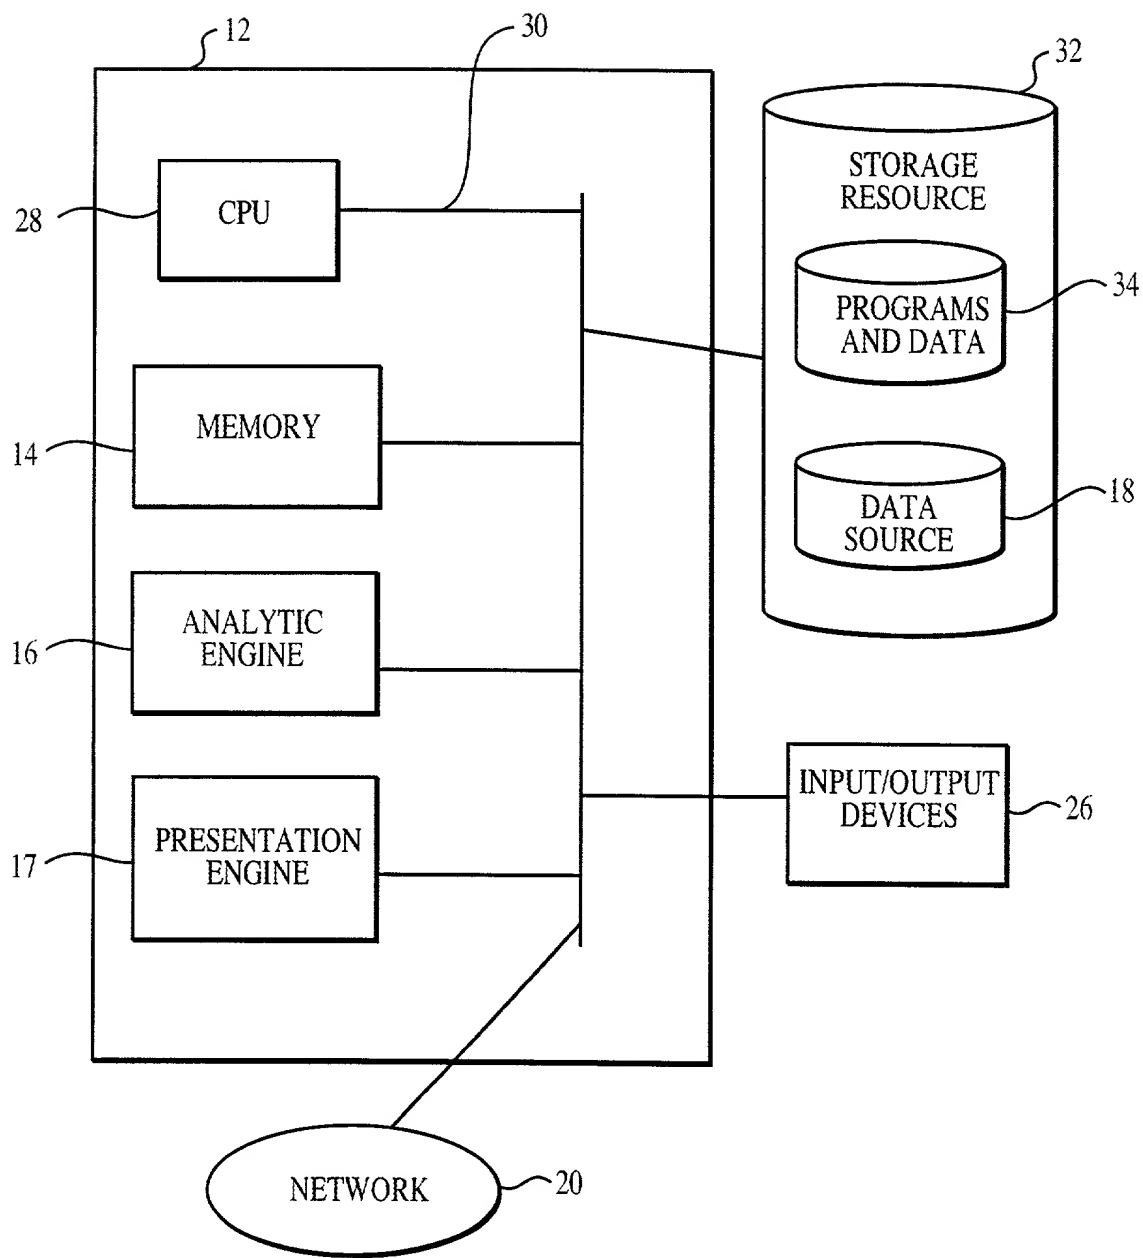 12
30
32
STORAGE
RESOURCE
CPU
28
34
PROGRAMS
AND DATA
MEMORY
14
18
DATA
SOURCE
ANALYTIC
ENGINE
16
INPUT/OUTPUT
DEVICES
26
PRESENTATION
ENGINE
17
NETWORK
20